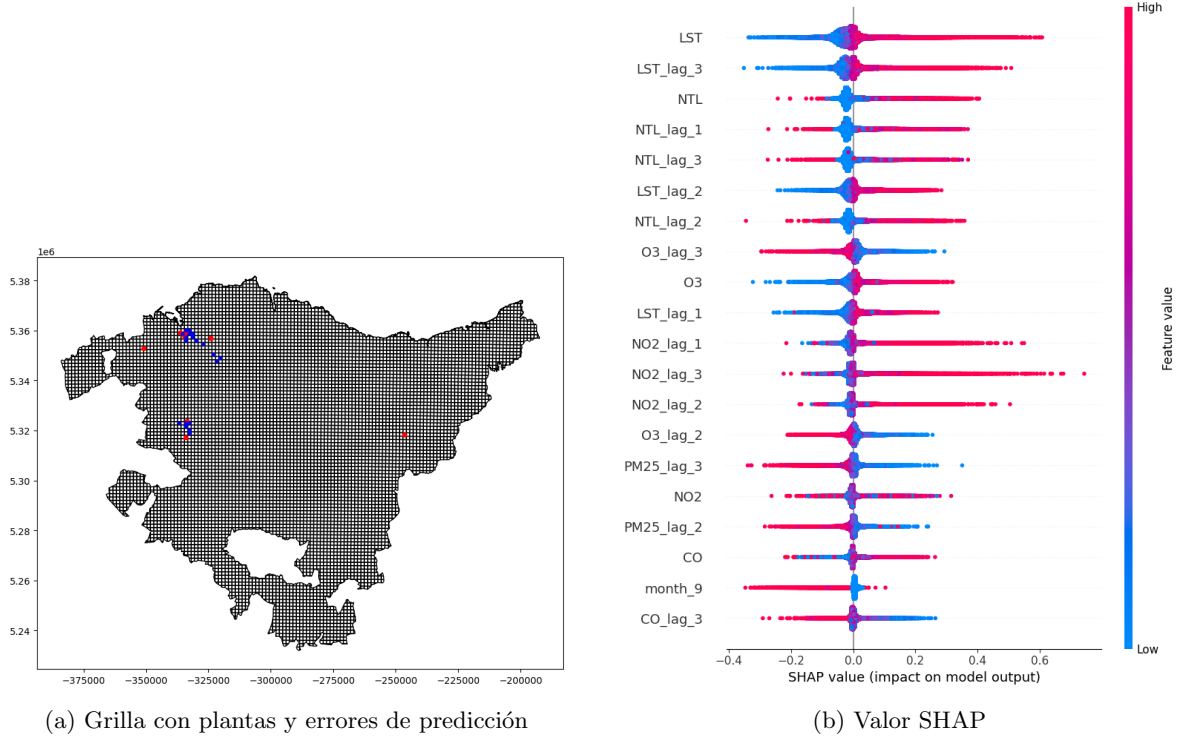 1e6
5.38
5.36
5.34
5.32
5.30
5.28
5.26
5.24
−375000 −350000 −325000 −300000 −275000 −250000 −225000 −200000
(a) Grilla con plantas y errores de predicción
LST
LST_lag_3
NTL
NTL_lag_1
NTL_lag_3
LST_lag_2
NTL_lag_2
O3_lag_3
O3
LST_lag_1
NO2_lag_1
NO2_lag_3
NO2_lag_2
O3_lag_2
PM25_lag_3
NO2
PM25_lag_2
CO
month_9
CO_lag_3
−0.4 −0.2 0.0 0.2 0.4 0.6
SHAP value (impact on model output)
High
Feature value
Low
(b) Valor SHAP